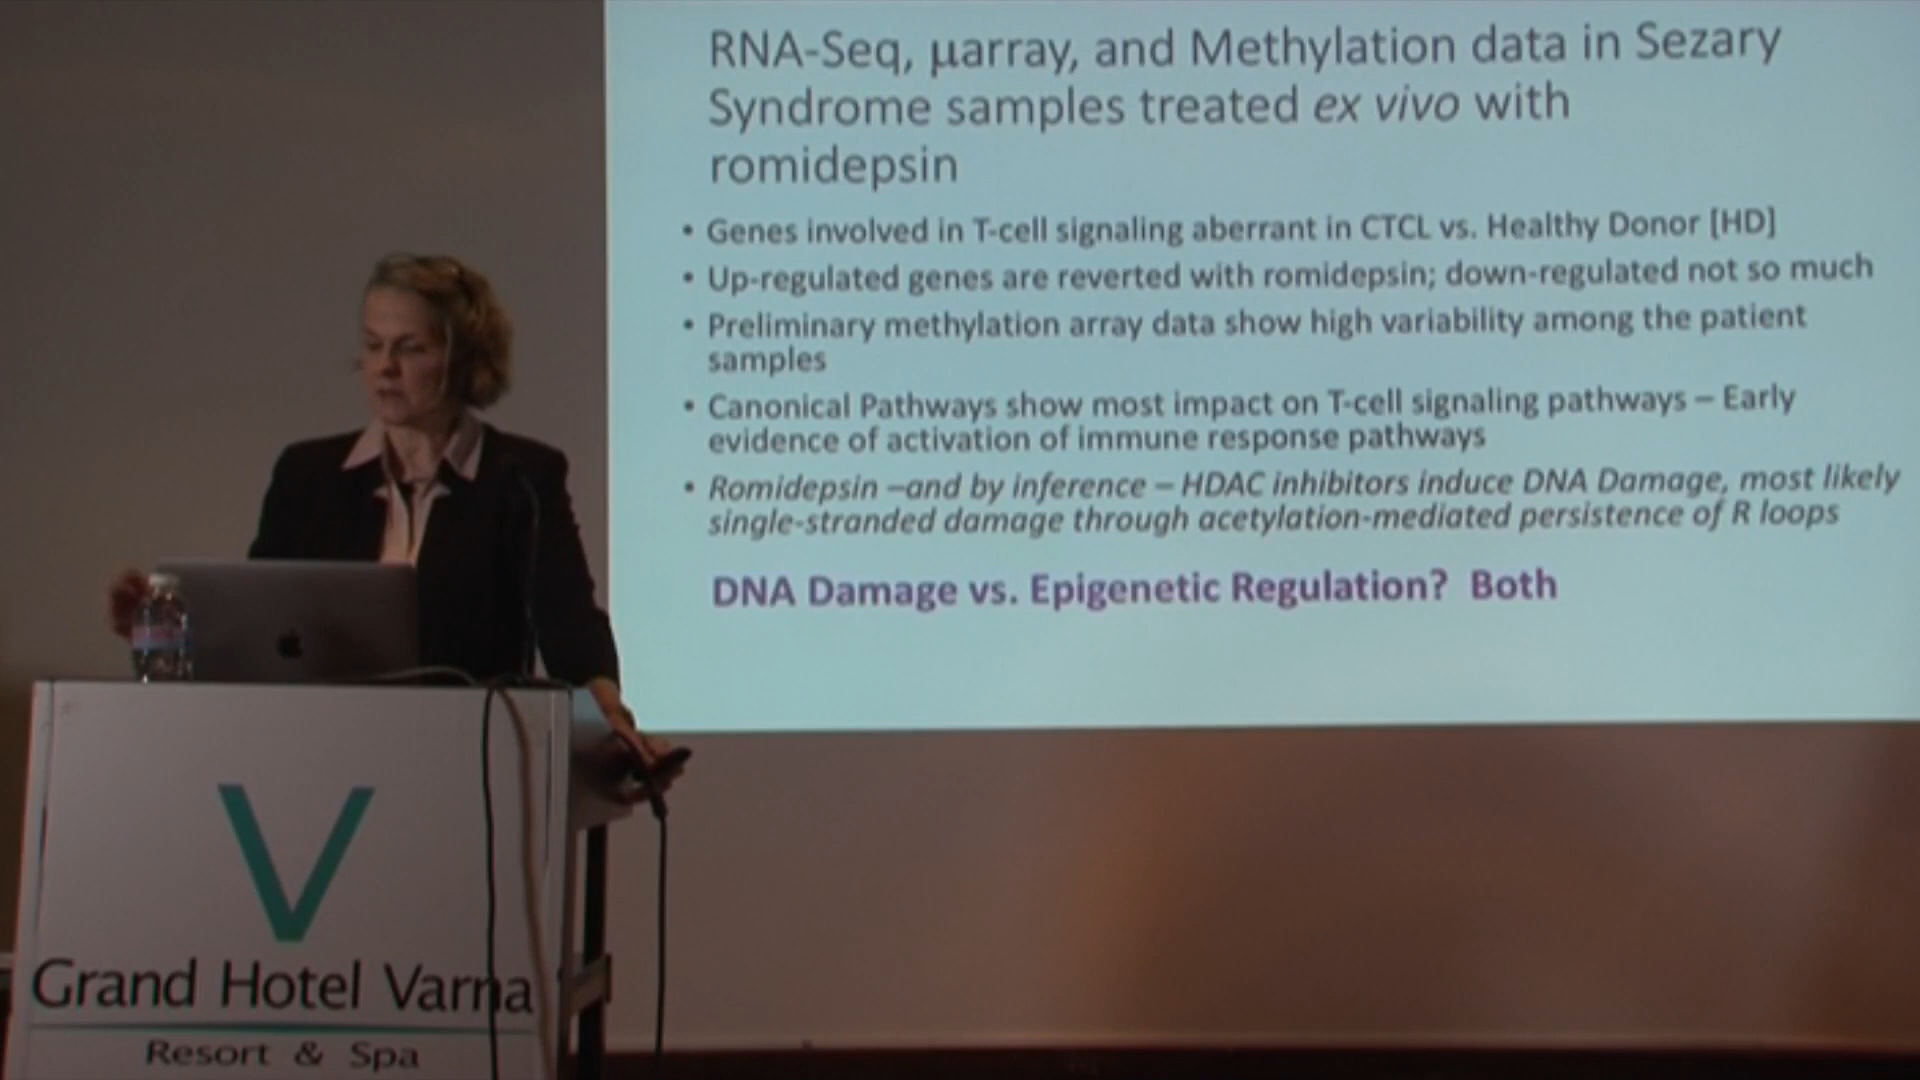 RNA-Seq, µarray, and Methylation data in Sezary
Syndrome samples treated ex vivo with
romidepsin
• Genes involved in T-cell signaling aberrant in CTCL vs. Healthy Donor [HD]
• Up-regulated genes are reverted with romidepsin; down-regulated not so much
• Preliminary methylation array data show high variability among the patient
samples
• Canonical Pathways show most impact on T-cell signaling pathways – Early
evidence of activation of immune response pathways
• Romidepsin –and by inference – HDAC inhibitors induce DNA Damage, most likely
single-stranded damage through acetylation-mediated persistence of R loops
DNA Damage vs. Epigenetic Regulation? Both
V
Grand Hotel Varna
Resort & Spa